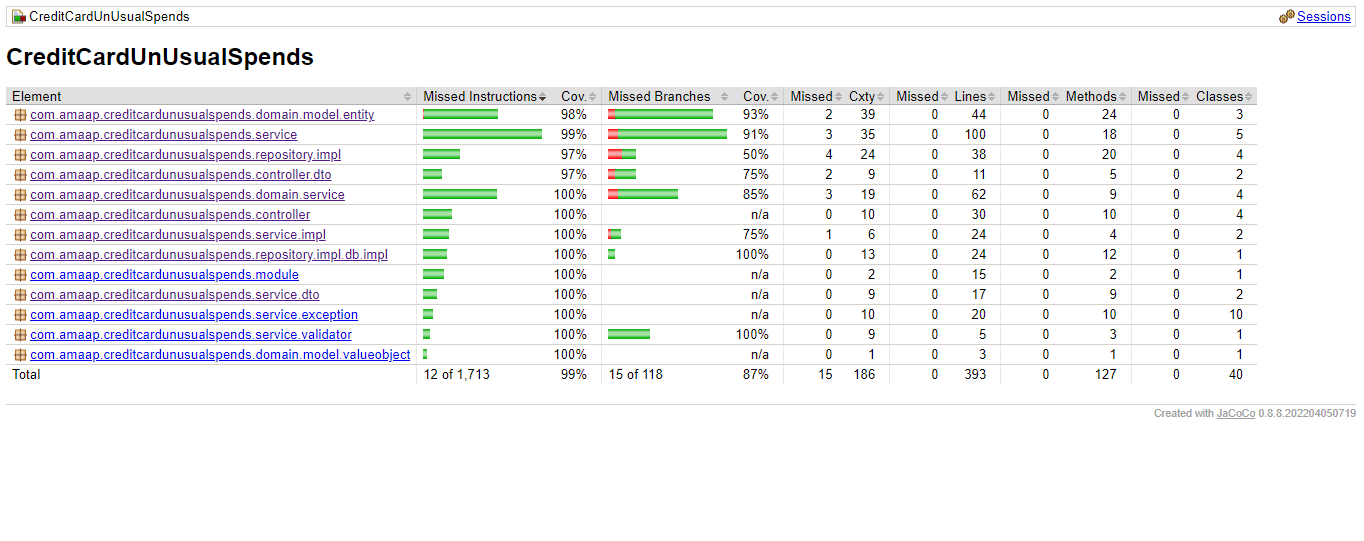 CreditCardUnUsualSpends Sessions
CreditCardUnUsualSpends
Element Missed Instructions Cov. Missed Branches Cov. Missed Cxty Missed Lines Missed Methods Missed Classes
com.amaap.creditcardunusualspends.domain.model.entity 98% 93% 2 39 0 44 0 24 0 3
com.amaap.creditcardunusualspends.service 99% 91% 3 35 0 100 0 18 0 5
com.amaap.creditcardunusualspends.repository.impl 97% 50% 4 24 0 38 0 20 0 4
com.amaap.creditcardunusualspends.controller.dto 97% 75% 2 9 0 11 0 5 0 2
com.amaap.creditcardunusualspends.domain.service 100% 85% 3 19 0 62 0 9 0 4
com.amaap.creditcardunusualspends.controller 100% n/a 0 10 0 30 0 10 0 4
com.amaap.creditcardunusualspends.service.impl 100% 75% 1 6 0 24 0 4 0 2
com.amaap.creditcardunusualspends.repository.impl.db.impl 100% 100% 0 13 0 24 0 12 0 1
com.amaap.creditcardunusualspends.module 100% n/a 0 2 0 15 0 2 0 1
com.amaap.creditcardunusualspends.service.dto 100% n/a 0 9 0 17 0 9 0 2
com.amaap.creditcardunusualspends.service.exception 100% n/a 0 10 0 20 0 10 0 10
com.amaap.creditcardunusualspends.service.validator 100% 100% 0 9 0 5 0 3 0 1
com.amaap.creditcardunusualspends.domain.model.valueobject 100% n/a 0 1 0 3 0 1 0 1
Total 12 of 1,713 99% 15 of 118 87% 15 186 0 393 0 127 0 40
Created with JaCoCo 0.8.8.202204050719